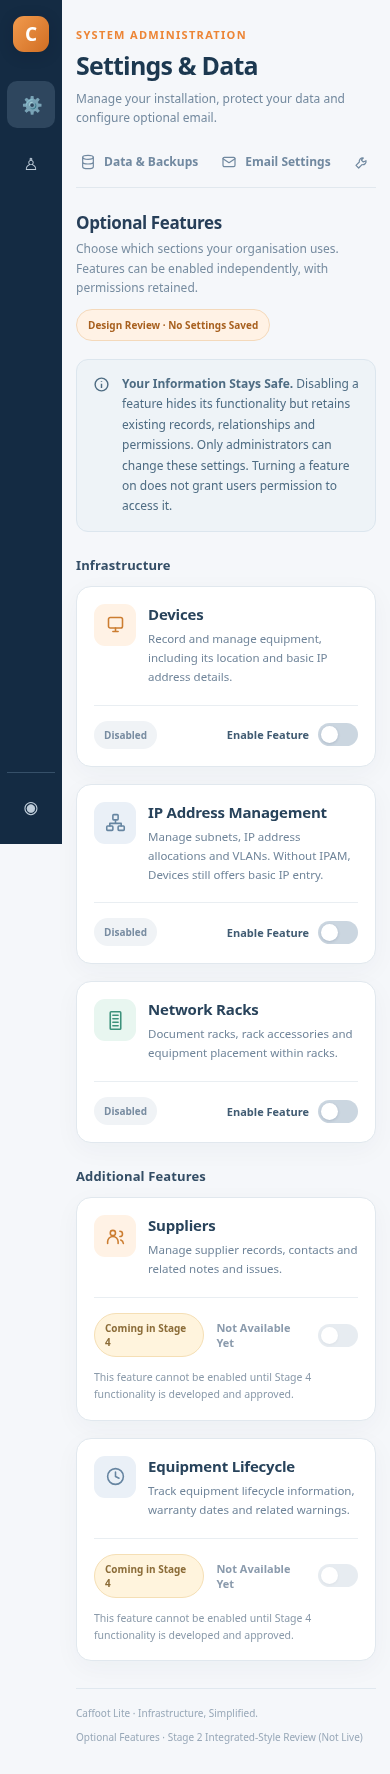 C
SYSTEM ADMINISTRATION
Settings & Data
Manage your installation, protect your data and
configure optional email.
Data & Backups
Email Settings
Optional Features
Choose which sections your organisation uses.
Features can be enabled independently, with
permissions retained.
Design Review · No Settings Saved
Your Information Stays Safe. Disabling a
feature hides its functionality but retains
existing records, relationships and
permissions. Only administrators can
change these settings. Turning a feature
on does not grant users permission to
access it.
Infrastructure
Devices
Record and manage equipment,
including its location and basic IP
address details.
Disabled
Enable Feature
IP Address Management
Manage subnets, IP address
allocations and VLANs. Without IPAM,
Devices still offers basic IP entry.
Disabled
Enable Feature
Network Racks
Document racks, rack accessories and
equipment placement within racks.
Disabled
Enable Feature
Additional Features
Suppliers
Manage supplier records, contacts and
related notes and issues.
Coming in Stage
4
Not Available
Yet
This feature cannot be enabled until Stage 4
functionality is developed and approved.
Equipment Lifecycle
Track equipment lifecycle information,
warranty dates and related warnings.
Coming in Stage
4
Not Available
Yet
This feature cannot be enabled until Stage 4
functionality is developed and approved.
Caffoot Lite · Infrastructure, Simplified.
Optional Features · Stage 2 Integrated-Style Review (Not Live)